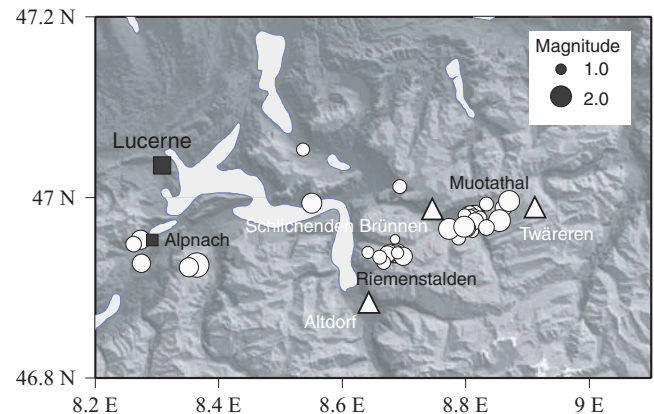 47.2 N
Magnitude
1.0
2.0
Lucerne
47 N
Muotathal
Schlichenden Brünnen
Twäreren
Alpnach
Riemenstalden
Altdorf
46.8 N
8.2 E 8.4 E 8.6 E 8.8 E 9 E